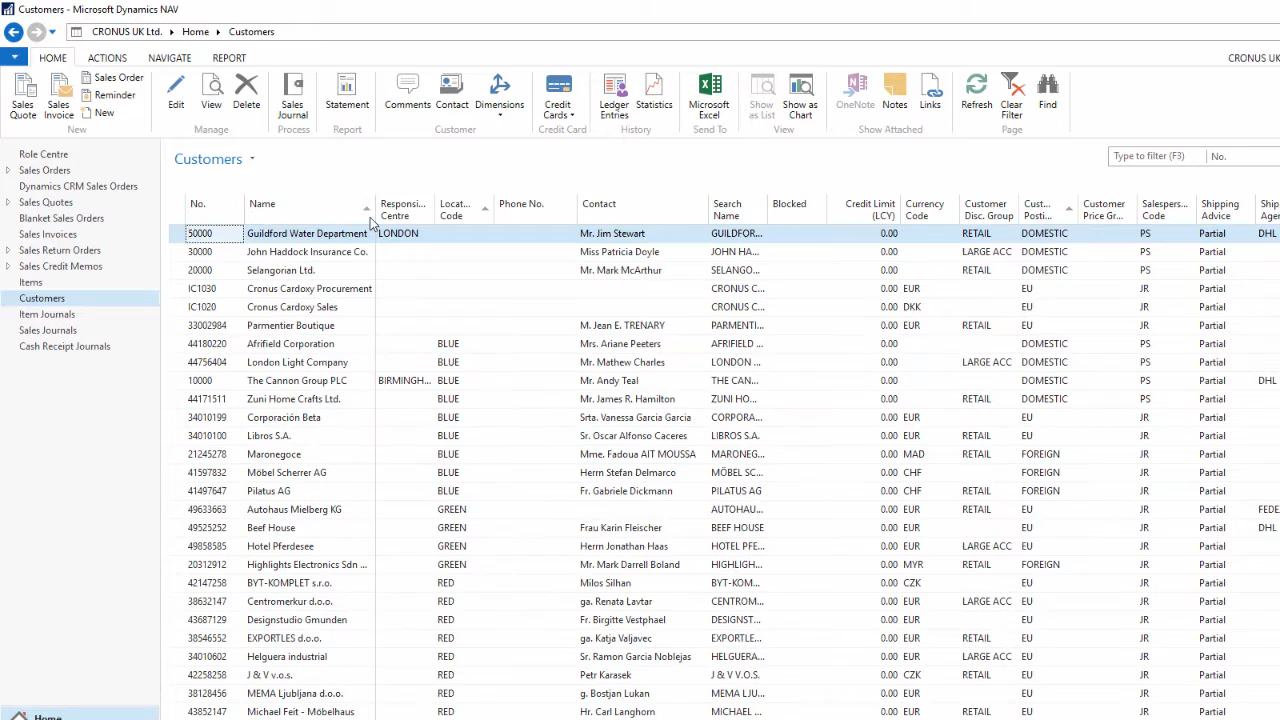 Customers - Microsoft Dynamics NAV
CRONUS UK Ltd. Home Customers
HOME ACTIONS NAVIGATE REPORT CRONUS UK
Sales Quote
Sales Invoice
Sales Order
Reminder
New
New
Edit View Delete
Manage
Sales Journal
Process
Statement
Report
Comments Contact Dimensions
Customer
Credit Cards
Credit Card
Ledger Entries Statistics
History
Microsoft Excel
Send To
Show as List Show as Chart
View
OneNote Notes Links
Show Attached
Refresh Clear Filter Find
Page
Role Centre
Sales Orders
Dynamics CRM Sales Orders
Sales Quotes
Blanket Sales Orders
Sales Invoices
Sales Return Orders
Sales Credit Memos
Items
Customers
Item Journals
Sales Journals
Cash Receipt Journals
Home
Customers
Type to filter (F3) No.
No. Name Responsi... Centre Locat... Code Phone No. Contact Search Name Blocked Credit Limit (LCY) Currency Code Customer Disc. Group Cust... Posti... Customer Price Gr... Salespers... Code Shipping Advice Ship Agen
50000 Guildford Water Department LONDON Mr. Jim Stewart GUILDFOR... 0.00 RETAIL DOMESTIC PS Partial DHL
30000 John Haddock Insurance Co. Miss Patricia Doyle JOHN HA... 0.00 LARGE ACC DOMESTIC PS Partial
20000 Selangorian Ltd. Mr. Mark McArthur SELANGO... 0.00 RETAIL DOMESTIC PS Partial
IC1030 Cronus Cardoxy Procurement CRONUS C... 0.00 EUR EU JR Partial
IC1020 Cronus Cardoxy Sales CRONUS C... 0.00 DKK EU JR Partial
33002984 Parmentier Boutique M. Jean E. TRENARY PARMENTI... 0.00 EUR RETAIL EU JR Partial
44180220 Afrifield Corporation BLUE Mrs. Ariane Peeters AFRIFIELD ... 0.00 DOMESTIC PS Partial
44756404 London Light Company BLUE Mr. Mathew Charles LONDON ... 0.00 LARGE ACC DOMESTIC PS Partial
10000 The Cannon Group PLC BIRMINGH... BLUE Mr. Andy Teal THE CAN... 0.00 DOMESTIC PS Partial DHL
44171511 Zuni Home Crafts Ltd. BLUE Mr. James R. Hamilton ZUNI HO... 0.00 RETAIL DOMESTIC PS Partial
34010199 Corporación Beta BLUE Srta. Vanessa Garcia Garcia CORPORA... 0.00 EUR EU JR Partial
34010100 Libros S.A. BLUE Sr. Oscar Alfonso Caceres LIBROS S.A. 0.00 EUR RETAIL EU JR Partial
21245278 Maronegoce BLUE Mme. Fadoua AIT MOUSSA MARONEG... 0.00 MAD RETAIL FOREIGN JR Partial
41597832 Möbel Scherrer AG BLUE Herrn Stefan Delmarco MÖBEL SC... 0.00 CHF EU JR Partial
41497647 Pilatus AG BLUE Fr. Gabriele Dickmann PILATUS AG 0.00 CHF RETAIL FOREIGN JR Partial
49633663 Autohaus Mielberg KG GREEN AUTOHAU... 0.00 EUR EU JR Partial FEDE
49525252 Beef House GREEN Frau Karin Fleischer BEEF HOUSE 0.00 EUR RETAIL EU JR Partial DHL
49858585 Hotel Pferdesee GREEN Herrn Jonathan Haas HOTEL PFE... 0.00 EUR LARGE ACC EU JR Partial
20312912 Highlights Electronics Sdn ... GREEN Mr. Mark Darrell Boland HIGHLIGH... 0.00 MYR RETAIL FOREIGN JR Partial
42147258 BYT-KOMPLET s.r.o. RED Milos Silhan BYT-KOM... 0.00 CZK EU JR Partial
38632147 Centromerkur d.o.o. RED ga. Renata Lavtar CENTROM... 0.00 EUR LARGE ACC EU JR Partial
43687129 Designstudio Gmunden RED Fr. Birgitte Vestphael DESIGNST... 0.00 EUR EU JR Partial
38546552 EXPORTLES d.o.o. RED ga. Katja Valjavec EXPORTLE... 0.00 EUR RETAIL EU JR Partial
34010602 Helguera industrial RED Sr. Ramon Garcia Noblejas HELGUERA... 0.00 EUR LARGE ACC EU JR Partial
42258258 J & V v.o.s. RED Petr Karasek J & V V.O.... 0.00 CZK RETAIL EU JR Partial
38128456 MEMA Ljubljana d.o.o. RED g. Bostjan Lukan MEMA LJ... 0.00 EUR EU JR Partial
43852147 Michael Feit - Möbelhaus RED Hr. Carl Langhorn MICHAEL ... 0.00 EUR RETAIL EU JR Partial